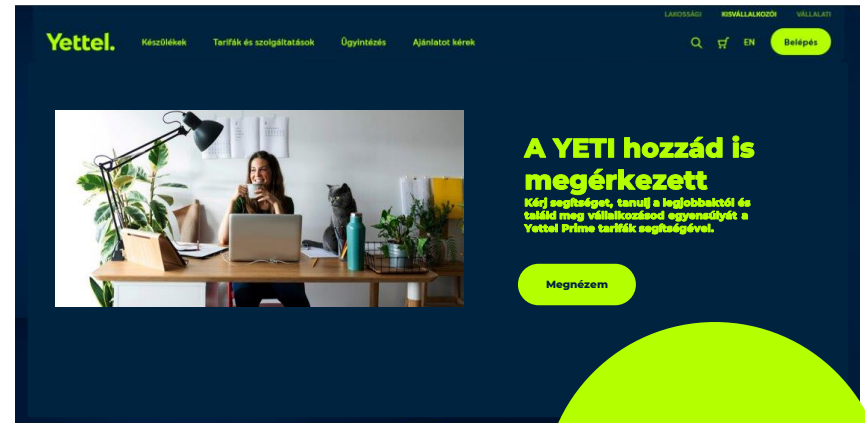 LAKOSSÁGI KISVÁLLALKOZÓI VÁLLALATI
Yettel. Készülékek Tarifák és szolgáltatások Ügyintézés Ajánlatot kérek EN Belépés
A YETI hozzád is
megérkezett
Kérj segítséget, tanulj a legjobbaktól és
találd meg vállalkozásod egyensúlyát a
Yettel Prime tarifák segítségével.
Megnézem